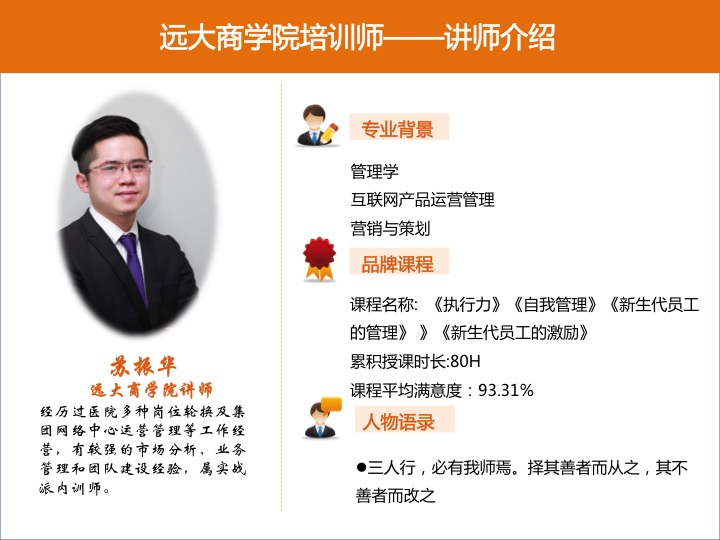 远大商学院培训师——讲师介绍
苏振华
远大商学院讲师
经历过医院多种岗位轮换及集
团网络中心运营管理等工作经
营，有较强的市场分析、业务
管理和团队建设经验，属实战
派内训师。
专业背景
管理学
互联网产品运营管理
营销与策划
品牌课程
课程名称: 《执行力》《自我管理》《新生代员工
的管理》 》《新生代员工的激励》
累积授课时长:80H
课程平均满意度：93.31%
人物语录
●三人行，必有我师焉。择其善者而从之，其不
善者而改之